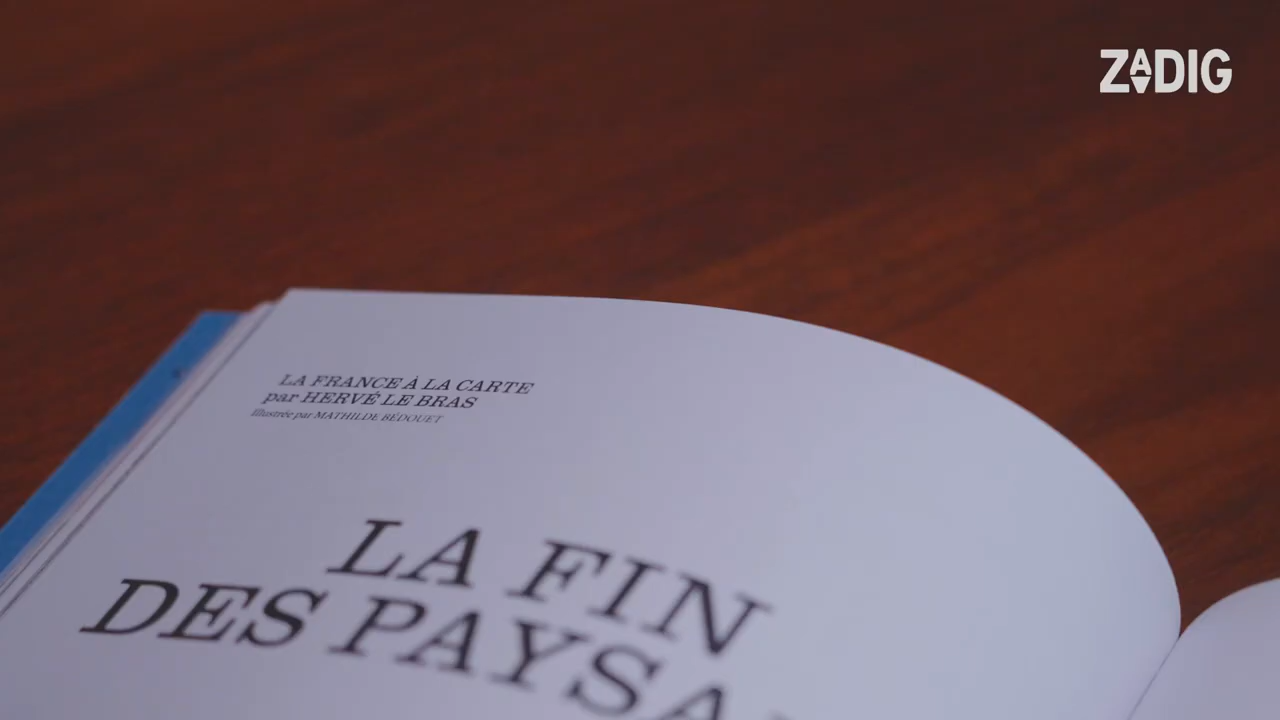 ZADIG
LA FRANCE À LA CARTE
par HERVÉ LE BRAS
Illustrée par MATHILDE BÉDOUET
LA FIN
DES PAYSA